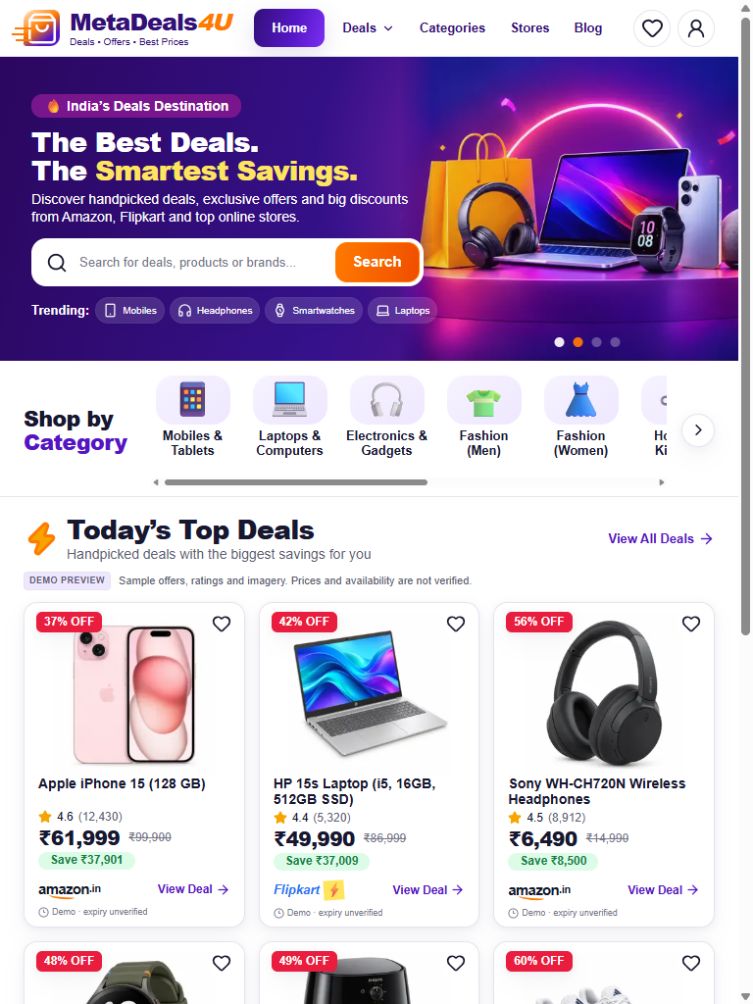 MetaDeals4U
Deals • Offers • Best Prices
Home
Deals
Categories
Stores
Blog
India's Deals Destination
The Best Deals.
The Smartest Savings.
Discover handpicked deals, exclusive offers and big discounts
from Amazon, Flipkart and top online stores.
Search for deals, products or brands...
Search
Trending:
Mobiles
Headphones
Smartwatches
Laptops
10
08
Shop by
Category
Mobiles &
Tablets
Laptops &
Computers
Electronics &
Gadgets
Fashion
(Men)
Fashion
(Women)
Ho
Ki
Today's Top Deals
Handpicked deals with the biggest savings for you
View All Deals
DEMO PREVIEW
Sample offers, ratings and imagery. Prices and availability are not verified.
37% OFF
Apple iPhone 15 (128 GB)
4.6 (12,430)
₹61,999 ₹99,900
Save ₹37,901
amazon.in
View Deal
Demo · expiry unverified
42% OFF
HP 15s Laptop (i5, 16GB,
512GB SSD)
4.4 (5,320)
₹49,990 ₹86,999
Save ₹37,009
Flipkart
View Deal
Demo · expiry unverified
56% OFF
Sony WH-CH720N Wireless
Headphones
4.5 (8,912)
₹6,490 ₹14,990
Save ₹8,500
amazon.in
View Deal
Demo · expiry unverified
48% OFF
49% OFF
60% OFF